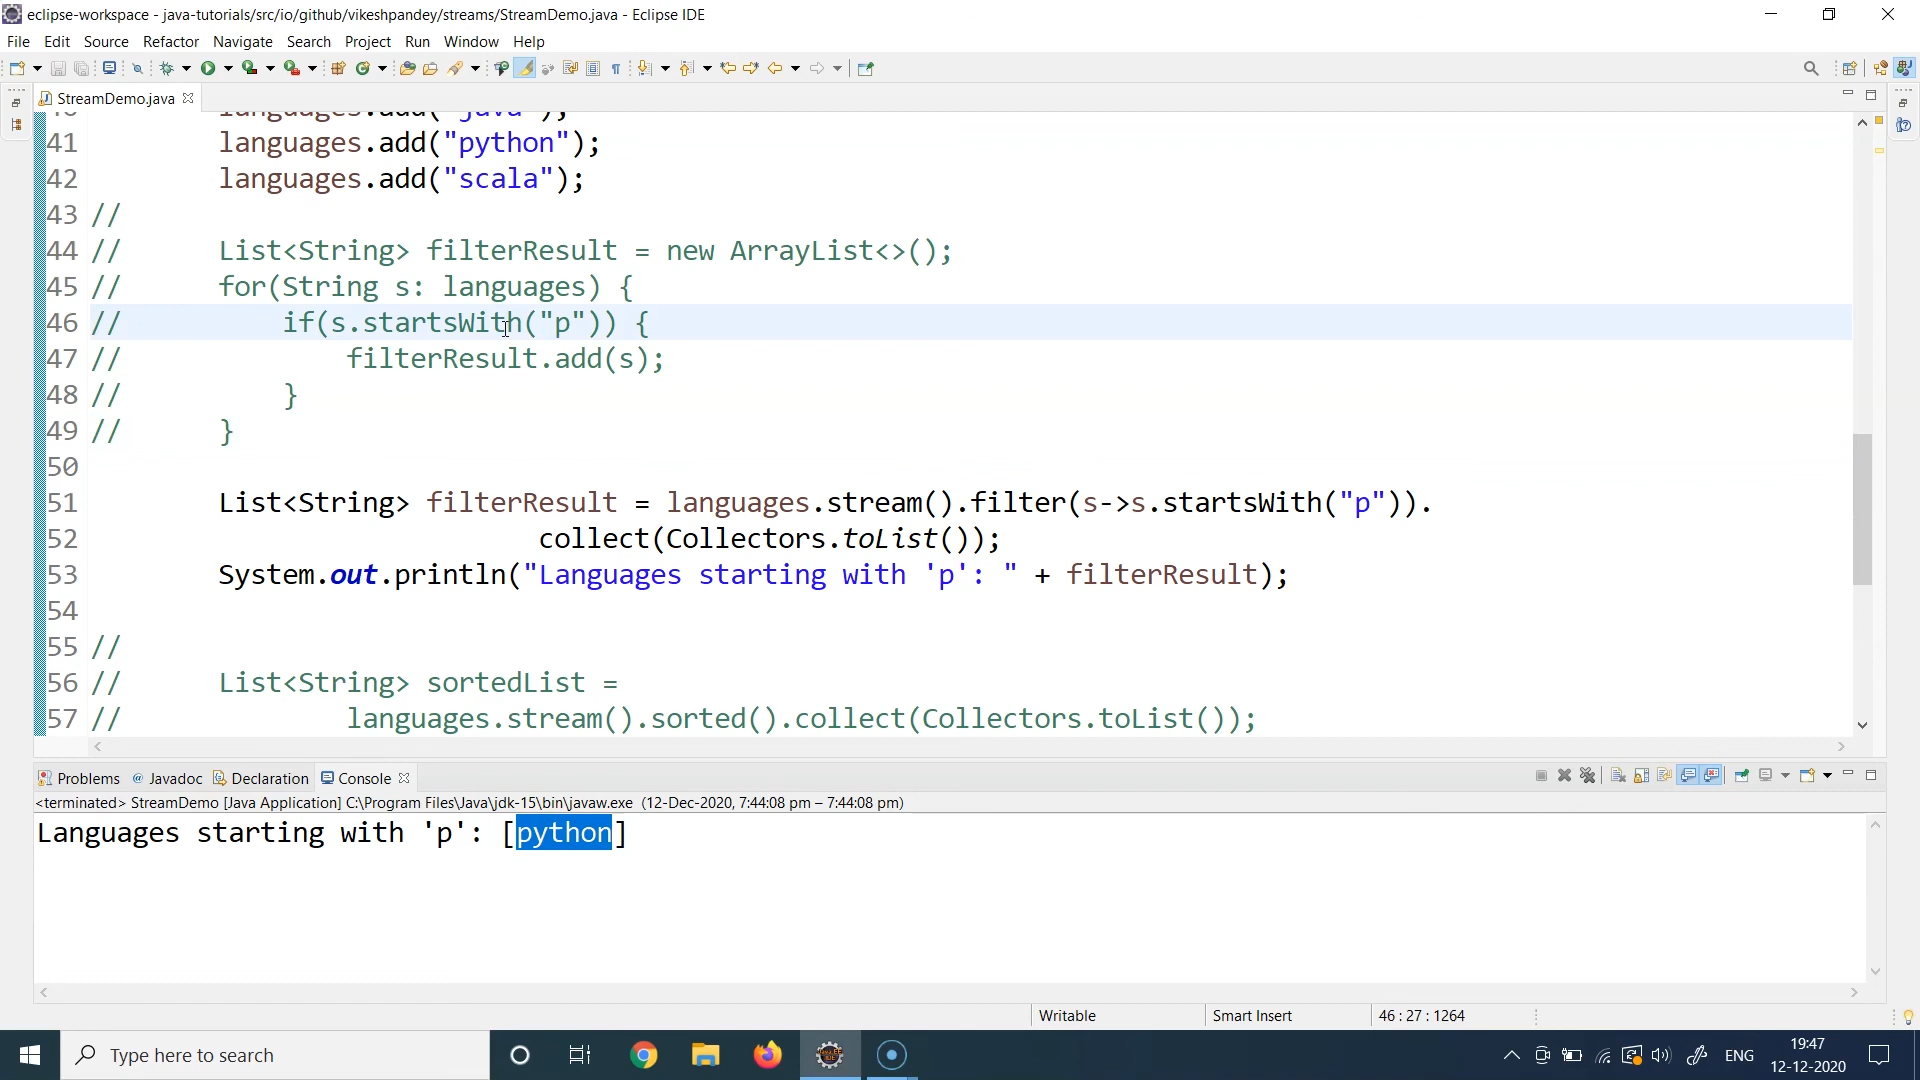 eclipse-workspace - java-tutorials/src/io/github/vikeshpandey/streams/StreamDemo.java - Eclipse IDE
File Edit Source Refactor Navigate Search Project Run Window Help
StreamDemo.java
40 languages.add("java");
41 languages.add("python");
42 languages.add("scala");
43 //
44 // List<String> filterResult = new ArrayList<>();
45 // for(String s: languages) {
46 // if(s.startsWith("p")) {
47 // filterResult.add(s);
48 // }
49 // }
50
51 List<String> filterResult = languages.stream().filter(s->s.startsWith("p")).
52 collect(Collectors.toList());
53 System.out.println("Languages starting with 'p': " + filterResult);
54
55 //
56 // List<String> sortedList =
57 // languages.stream().sorted().collect(Collectors.toList());
Problems @ Javadoc Declaration Console
<terminated> StreamDemo [Java Application] C:\Program Files\Java\jdk-15\bin\javaw.exe (12-Dec-2020, 7:44:08 pm – 7:44:08 pm)
Languages starting with 'p': [python]
Writable Smart Insert 46 : 27 : 1264
Type here to search
ENG
19:47
12-12-2020